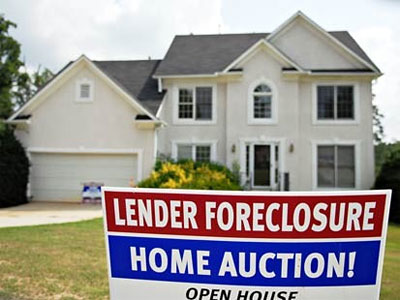 LENDER FORECLOSURE
HOME AUCTION!
OPEN HOUSE